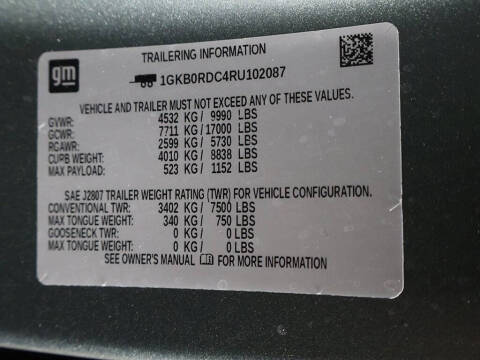 gm
TRAILERING INFORMATION
1GKB0RDC4RU102087
VEHICLE AND TRAILER MUST NOT EXCEED ANY OF THESE VALUES.
GVWR: 4532 KG / 9990 LBS
GCWR: 7711 KG / 17000 LBS
RGAWR: 2599 KG / 5730 LBS
CURB WEIGHT: 4010 KG / 8838 LBS
MAX PAYLOAD: 523 KG / 1152 LBS
SAE J2807 TRAILER WEIGHT RATING (TWR) FOR VEHICLE CONFIGURATION.
CONVENTIONAL TWR: 3402 KG / 7500 LBS
MAX TONGUE WEIGHT: 340 KG / 750 LBS
GOOSENECK TWR: 0 KG / 0 LBS
MAX TONGUE WEIGHT: 0 KG / 0 LBS
SEE OWNER'S MANUAL FOR MORE INFORMATION